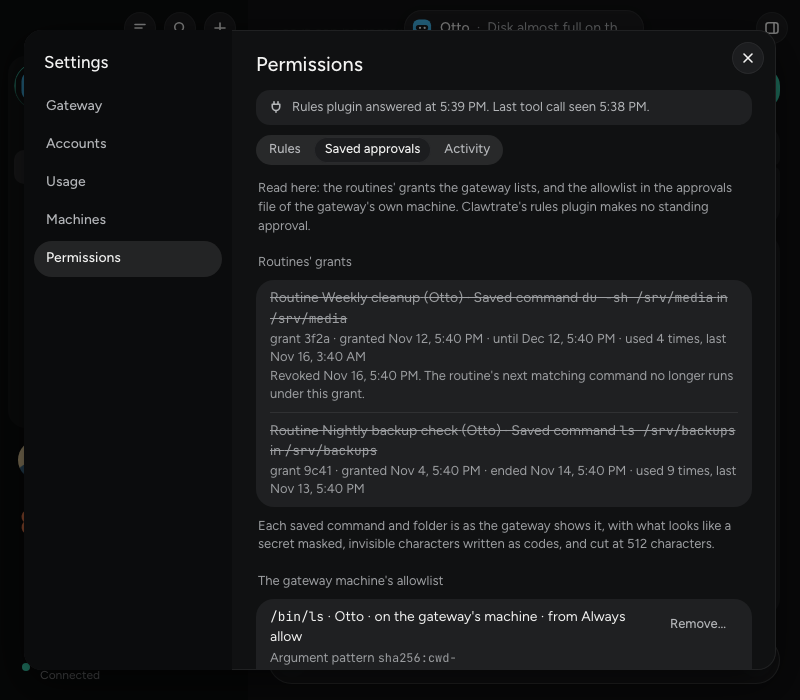 Otto · Disk almost full on th
Settings
Gateway
Accounts
Usage
Machines
Permissions
Connected
Permissions
Rules plugin answered at 5:39 PM. Last tool call seen 5:38 PM.
Rules
Saved approvals
Activity
Read here: the routines' grants the gateway lists, and the allowlist in the approvals
file of the gateway's own machine. Clawtrate's rules plugin makes no standing
approval.
Routines' grants
Routine Weekly cleanup (Otto) · Saved command du -sh /srv/media in
/srv/media
grant 3f2a · granted Nov 12, 5:40 PM · until Dec 12, 5:40 PM · used 4 times, last
Nov 16, 3:40 AM
Revoked Nov 16, 5:40 PM. The routine's next matching command no longer runs
under this grant.
Routine Nightly backup check (Otto) · Saved command ls /srv/backups
in /srv/backups
grant 9c41 · granted Nov 4, 5:40 PM · ended Nov 14, 5:40 PM · used 9 times, last
Nov 13, 5:40 PM
Each saved command and folder is as the gateway shows it, with what looks like a
secret masked, invisible characters written as codes, and cut at 512 characters.
The gateway machine's allowlist
/bin/ls · Otto · on the gateway's machine · from Always
allow
Remove...
Argument pattern sha256:cwd-